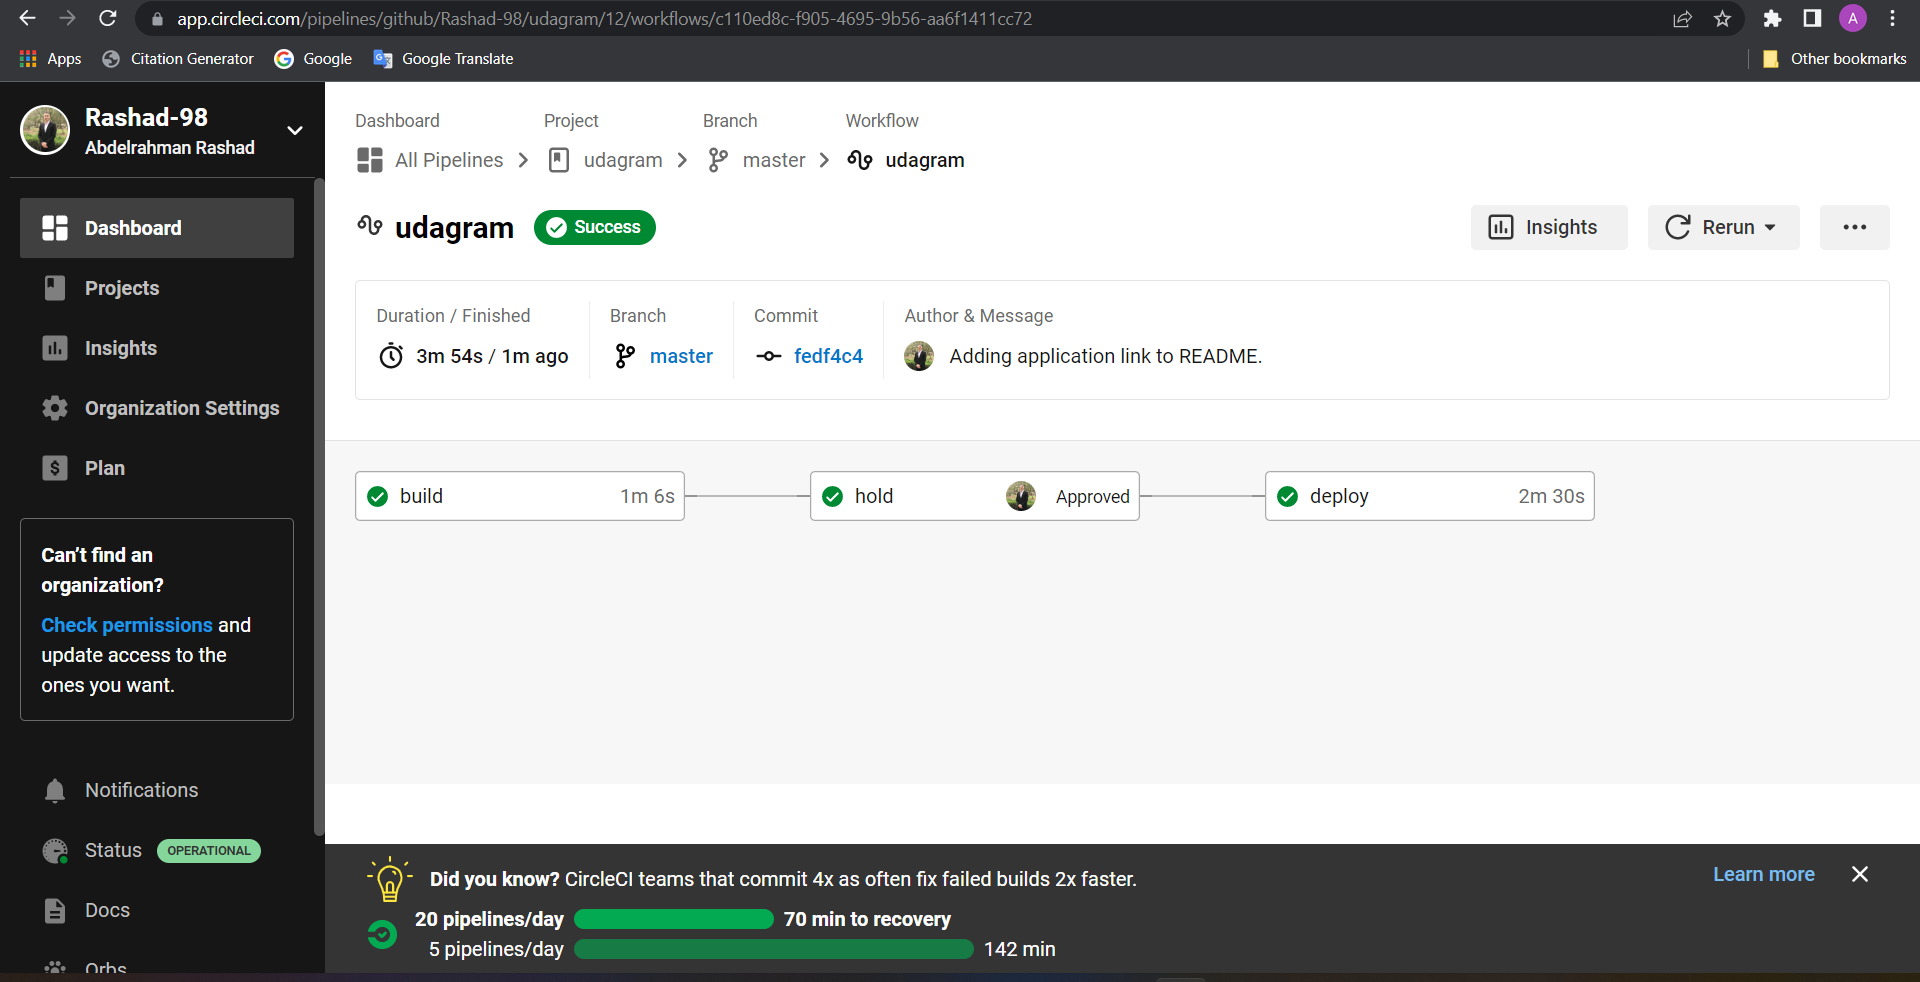 app.circleci.com/pipelines/github/Rashad-98/udagram/12/workflows/c110ed8c-f905-4695-9b56-aa6f1411cc72
A
Apps
Citation Generator
Google
Google Translate
Other bookmarks
Rashad-98
Abdelrahman Rashad
Dashboard
Projects
Insights
Organization Settings
Plan
Can’t find an
organization?
Check permissions and
update access to the
ones you want.
Notifications
Status OPERATIONAL
Docs
Orbs
Dashboard Project Branch Workflow
All Pipelines udagram master udagram
udagram Success
Insights Rerun
Duration / Finished Branch Commit Author & Message
3m 54s / 1m ago master fedf4c4 Adding application link to README.
build 1m 6s hold Approved deploy 2m 30s
Did you know? CircleCI teams that commit 4x as often fix failed builds 2x faster.
Learn more
20 pipelines/day 70 min to recovery
5 pipelines/day 142 min